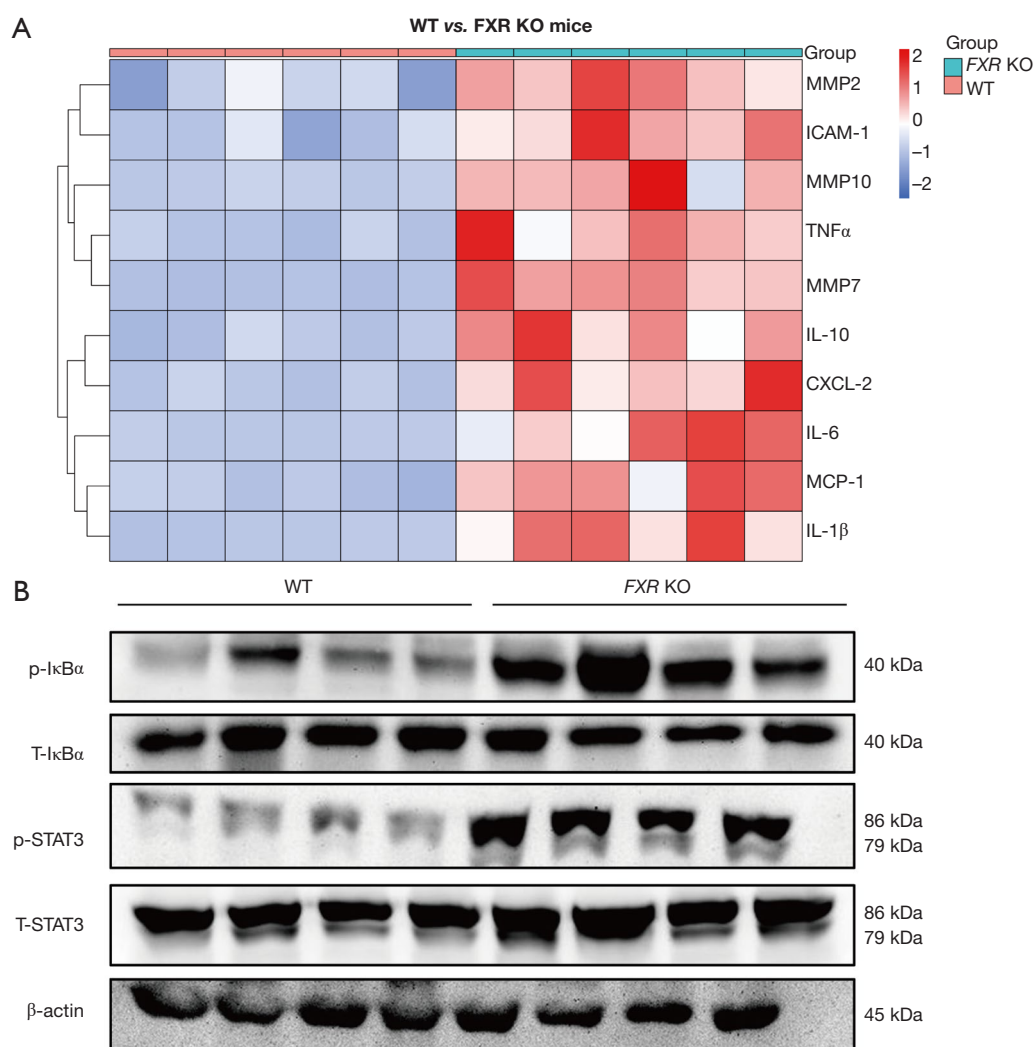 A
WT vs. FXR KO mice
Group
MMP2
ICAM-1
MMP10
TNFα
MMP7
IL-10
CXCL-2
IL-6
MCP-1
IL-1β
2
1
0
−1
−2
Group
FXR KO
WT
B
WT
FXR KO
p-IκBα
40 kDa
T-IκBα
40 kDa
p-STAT3
86 kDa
79 kDa
T-STAT3
86 kDa
79 kDa
β-actin
45 kDa